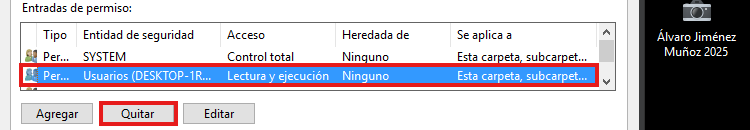 Entradas de permiso:
Tipo Entidad de seguridad Acceso Heredada de Se aplica a
Per... SYSTEM Control total Ninguno Esta carpeta, subcarpet...
Per... Usuarios (DESKTOP-1R... Lectura y ejecución Ninguno Esta carpeta, subcarpet...
Agregar Quitar Editar
Álvaro Jiménez
Muñoz 2025